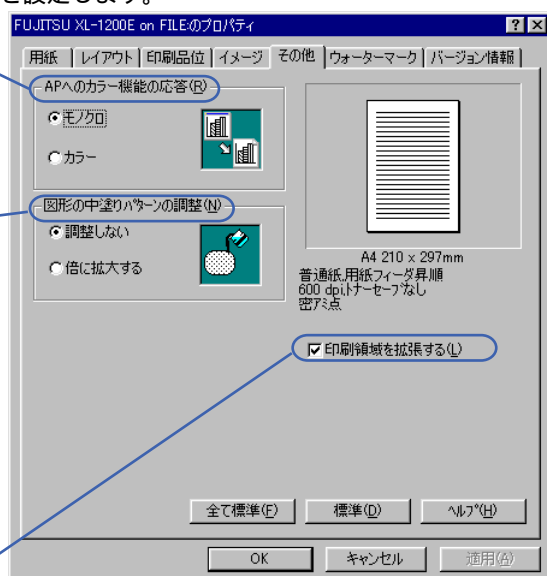 を設定します。
FUJITSU XL-1200E on FILE:のプロパティ
用紙 レイアウト 印刷品位 イメージ その他 ウォーターマーク バージョン情報
APへのカラー機能の応答(R)
モノクロ
カラー
図形の中塗りパターンの調整(N)
調整しない
倍に拡大する
A4 210 x 297mm
普通紙,用紙フィーダ昇順
600 dpi,トナーセーブなし
密アミ点
印刷領域を拡張する(L)
全て標準(F) 標準(D) ヘルプ(H)
OK キャンセル 適用(A)